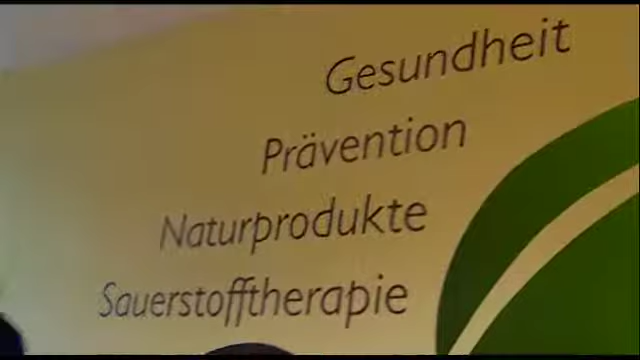 Gesundheit
Prävention
Naturprodukte
Sauerstofftherapie